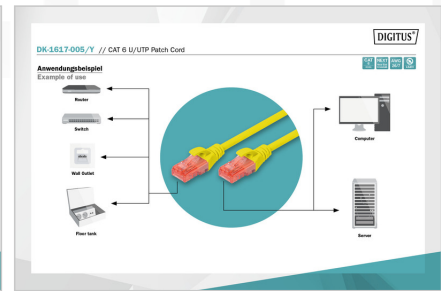 DIGITUS®
DK-1617-005/Y // CAT 6 U/UTP Patch Cord
Anwendungsbeispiel
Example of use
CAT
Router
Switch
Wall Outlet
Floor tank
Computer
Server